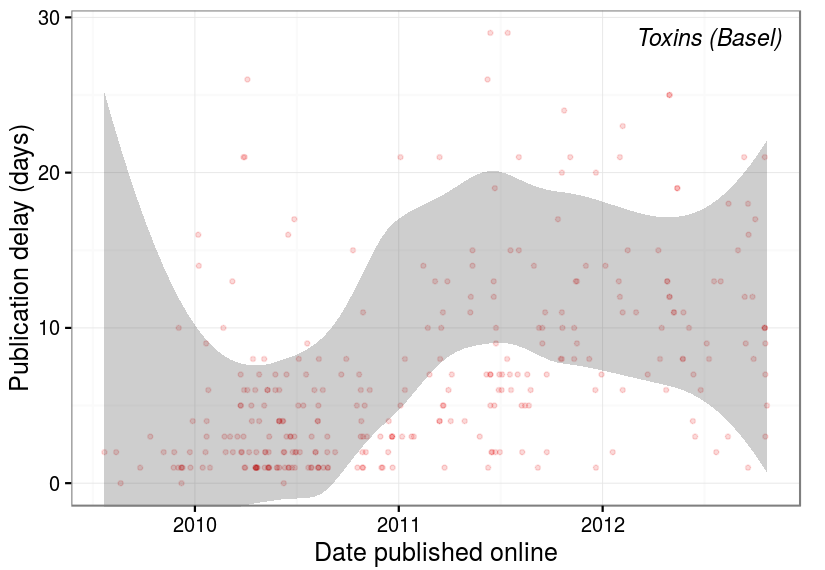 Toxins (Basel)
Publication delay (days)
30
20
10
0
2010 2011 2012
Date published online